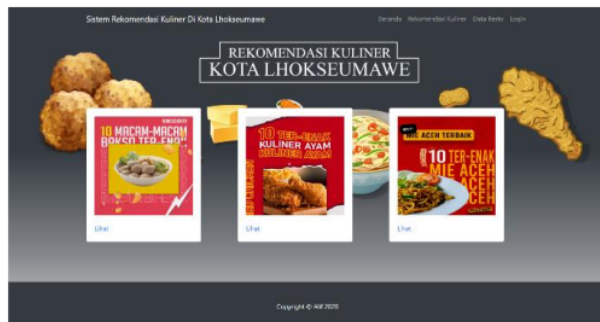 Sistem Rekomendasi Kuliner Di Kota Lhokseumawe
Beranda Rekomendasi Kuliner Data Resto Login
REKOMENDASI KULINER
KOTA LHOKSEUMAWE
10 MACAM-MACAM
BAKSO TER-ENAK
Lihat
10 TER-ENAK
KULINER AYAM
KULINER AYAM
Lihat
MIE ACEH TERBAIK
10 TER-ENAK
MIE ACEH
ACEH
ACEH
Lihat
Copyright © Alif 2020